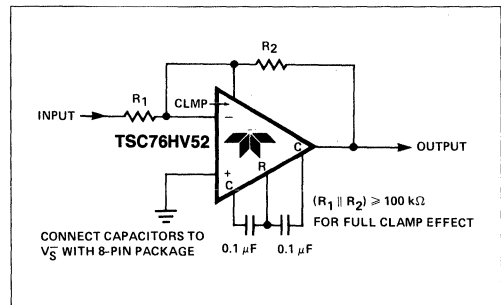 R2
R1
CLMP
INPUT
−
TSC76HV52
C
OUTPUT
R
+
C
(R1 || R2) ⩾ 100 kΩ
FOR FULL CLAMP EFFECT
CONNECT CAPACITORS TO
V−S WITH 8-PIN PACKAGE
0.1 μF 0.1 μF